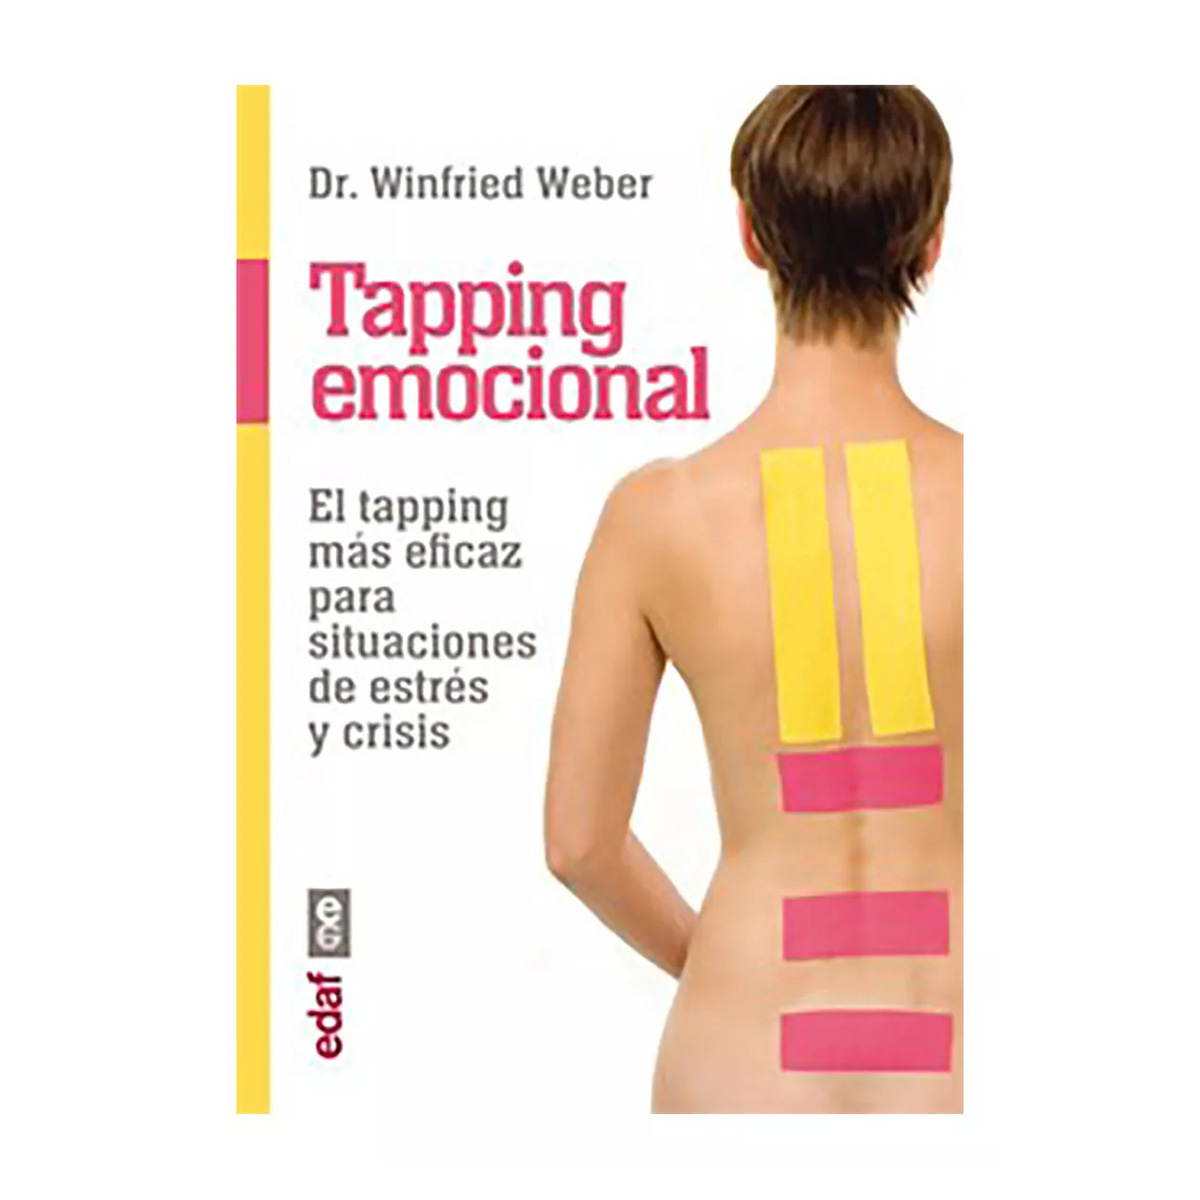 Dr. Winfried Weber
Tapping
emocional
El tapping
más eficaz
para
situaciones
de estrés
y crisis
edaf